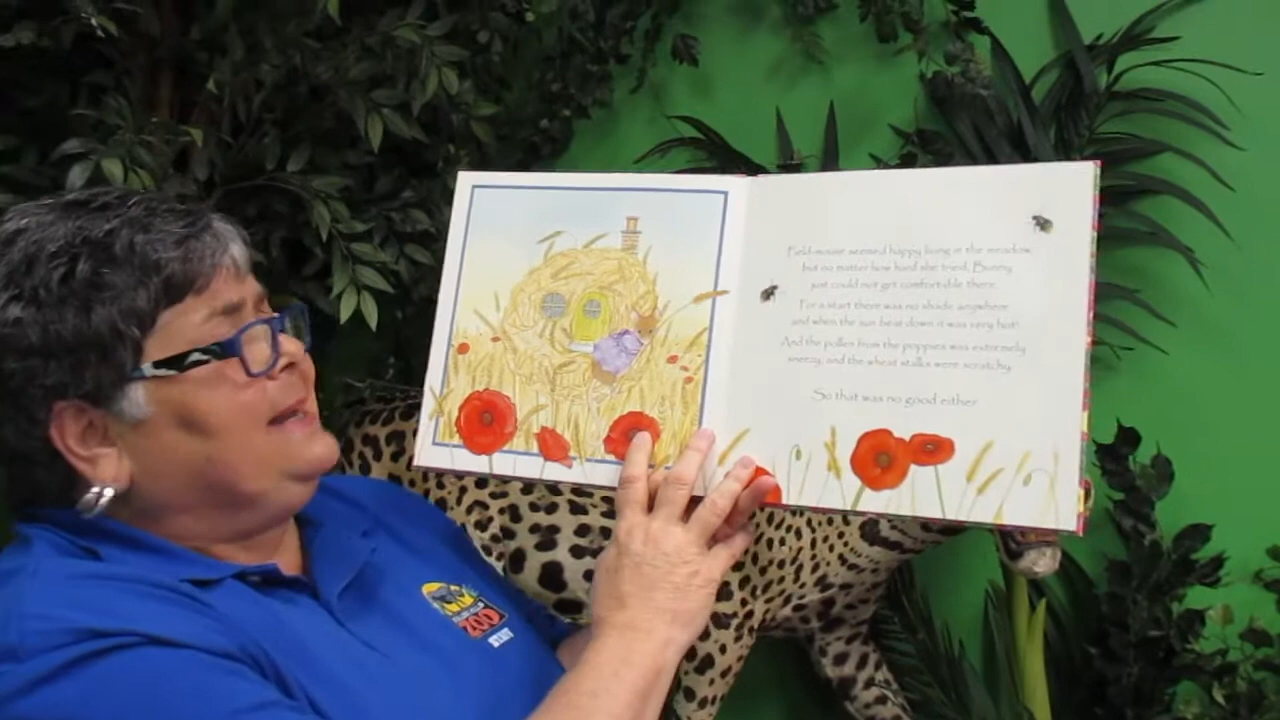 Field-mouse seemed happy living in the meadow,
but no matter how hard she tried, Bunny
just could not get comfortable there.
For a start there was no shade anywhere
and when the sun beat down it was very hot!
And the pollen from the poppies was extremely
sneezy, and the wheat stalks were scratchy.
So that was no good either
ZOO
STAFF